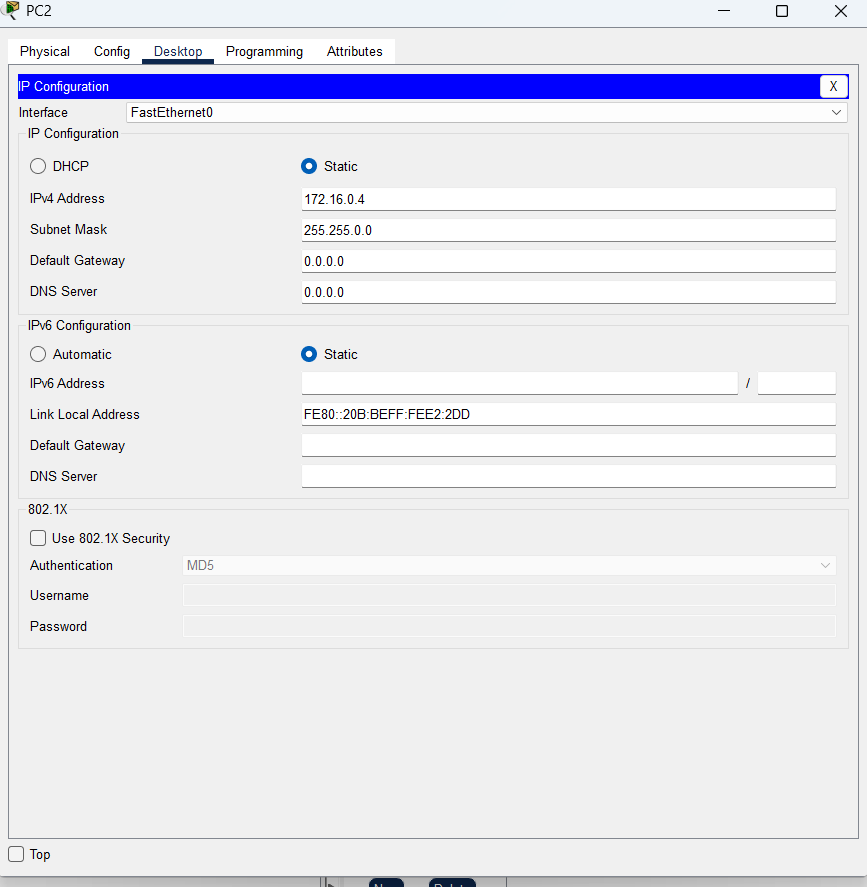 PC2
Physical Config Desktop Programming Attributes
IP Configuration X
Interface FastEthernet0
IP Configuration
DHCP Static
IPv4 Address 172.16.0.4
Subnet Mask 255.255.0.0
Default Gateway 0.0.0.0
DNS Server 0.0.0.0
IPv6 Configuration
Automatic Static
IPv6 Address /
Link Local Address FE80::20B:BEFF:FEE2:2DD
Default Gateway
DNS Server
802.1X
Use 802.1X Security
Authentication MD5
Username
Password
Top